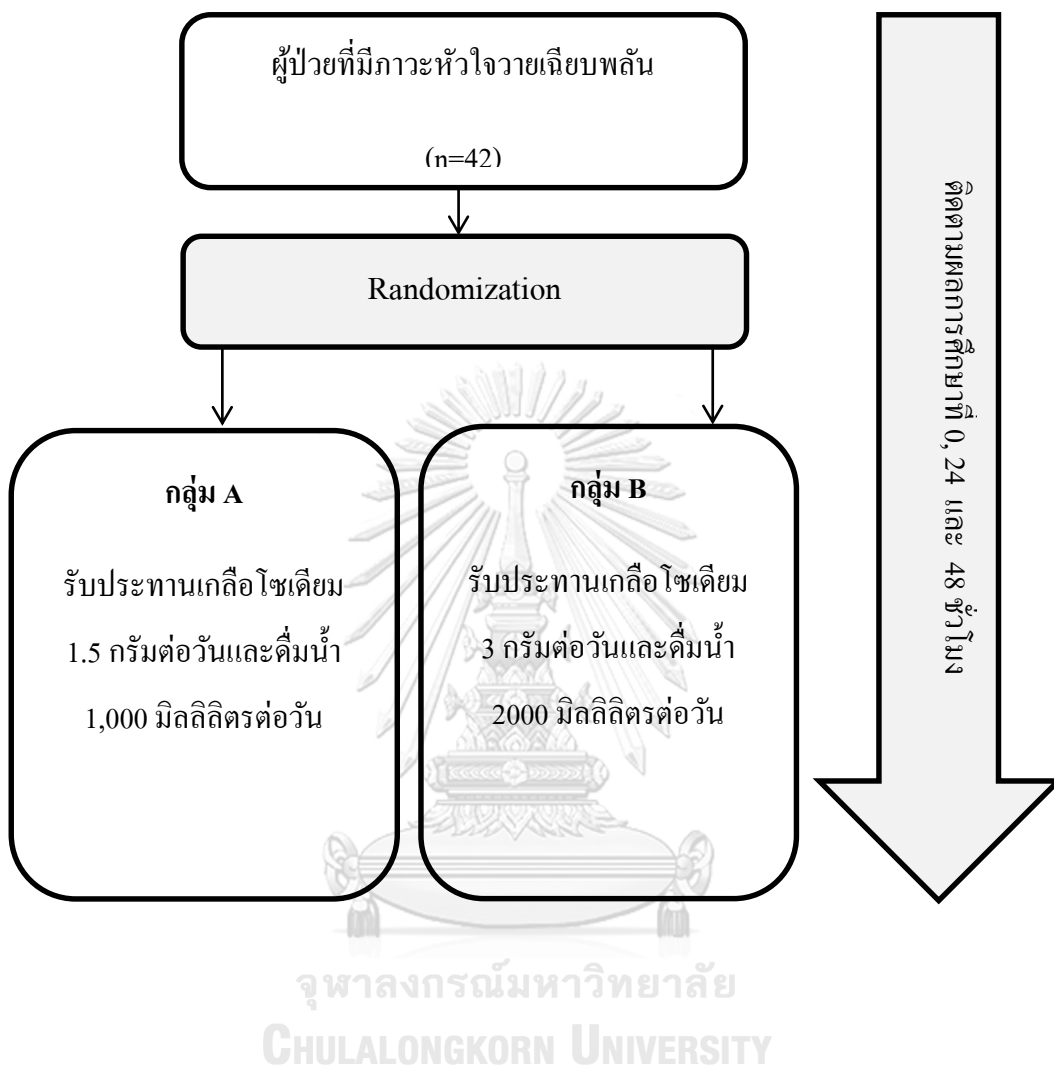 ผู้ป่วยที่มีภาวะหัวใจวายเฉียบพลัน
(n=42)
Randomization
กลุ่ม A
รับประทานเกลือโซเดียม
1.5 กรัมต่อวันและดื่มน้ำ
1,000 มิลลิลิตรต่อวัน
กลุ่ม B
รับประทานเกลือโซเดียม
3 กรัมต่อวันและดื่มน้ำ
2000 มิลลิลิตรต่อวัน
ติดตามผลการศึกษาที่ 0, 24 และ 48 ชั่วโมง
จุฬาลงกรณ์มหาวิทยาลัย
CHULALONGKORN UNIVERSITY